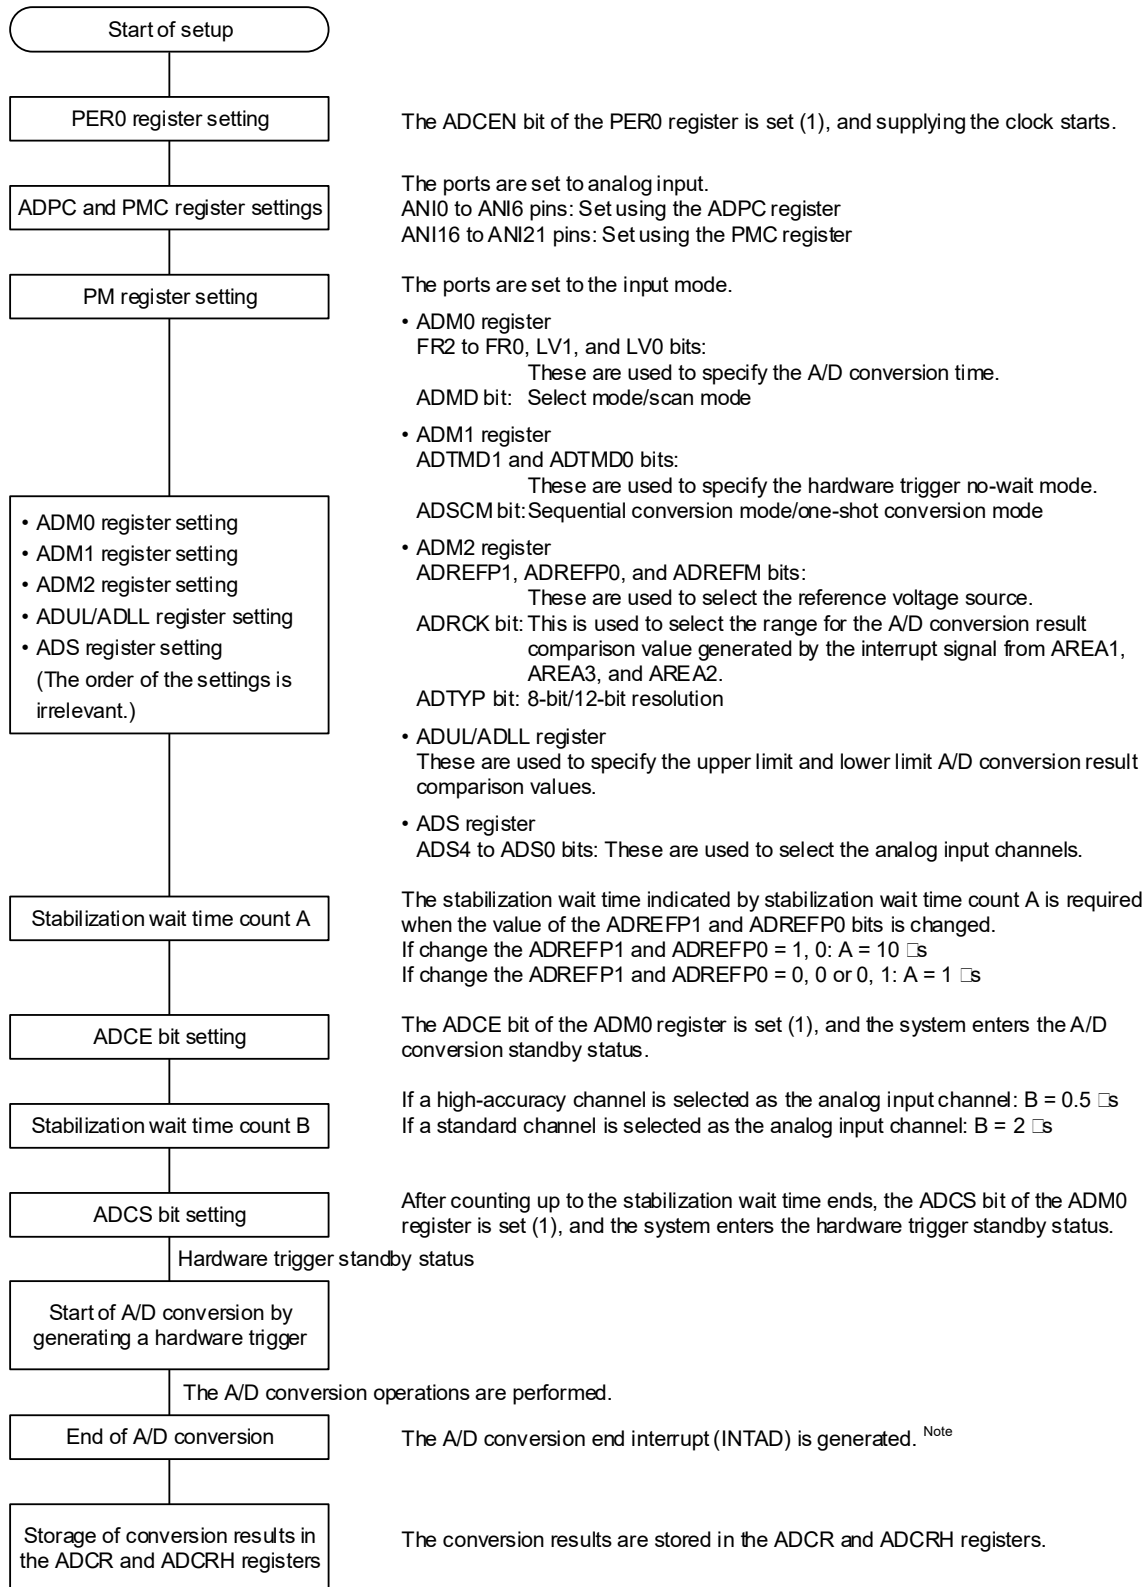 Start of setup
PER0 register setting
The ADCEN bit of the PER0 register is set (1), and supplying the clock starts.
ADPC and PMC register settings
The ports are set to analog input.
ANI0 to ANI6 pins: Set using the ADPC register
ANI16 to ANI21 pins: Set using the PMC register
PM register setting
The ports are set to the input mode.
• ADM0 register setting
• ADM1 register setting
• ADM2 register setting
• ADUL/ADLL register setting
• ADS register setting
(The order of the settings is
irrelevant.)
• ADM0 register
FR2 to FR0, LV1, and LV0 bits:
These are used to specify the A/D conversion time.
ADMD bit: Select mode/scan mode
• ADM1 register
ADTMD1 and ADTMD0 bits:
These are used to specify the hardware trigger no-wait mode.
ADSCM bit: Sequential conversion mode/one-shot conversion mode
• ADM2 register
ADREFP1, ADREFP0, and ADREFM bits:
These are used to select the reference voltage source.
ADRCK bit: This is used to select the range for the A/D conversion result
comparison value generated by the interrupt signal from AREA1,
AREA3, and AREA2.
ADTYP bit: 8-bit/12-bit resolution
• ADUL/ADLL register
These are used to specify the upper limit and lower limit A/D conversion result
comparison values.
• ADS register
ADS4 to ADS0 bits: These are used to select the analog input channels.
Stabilization wait time count A
The stabilization wait time indicated by stabilization wait time count A is required
when the value of the ADREFP1 and ADREFP0 bits is changed.
If change the ADREFP1 and ADREFP0 = 1, 0: A = 10 □s
If change the ADREFP1 and ADREFP0 = 0, 0 or 0, 1: A = 1 □s
ADCE bit setting
The ADCE bit of the ADM0 register is set (1), and the system enters the A/D
conversion standby status.
Stabilization wait time count B
If a high-accuracy channel is selected as the analog input channel: B = 0.5 □s
If a standard channel is selected as the analog input channel: B = 2 □s
ADCS bit setting
After counting up to the stabilization wait time ends, the ADCS bit of the ADM0
register is set (1), and the system enters the hardware trigger standby status.
Hardware trigger standby status
Start of A/D conversion by
generating a hardware trigger
The A/D conversion operations are performed.
End of A/D conversion
The A/D conversion end interrupt (INTAD) is generated. Note
Storage of conversion results in
the ADCR and ADCRH registers
The conversion results are stored in the ADCR and ADCRH registers.